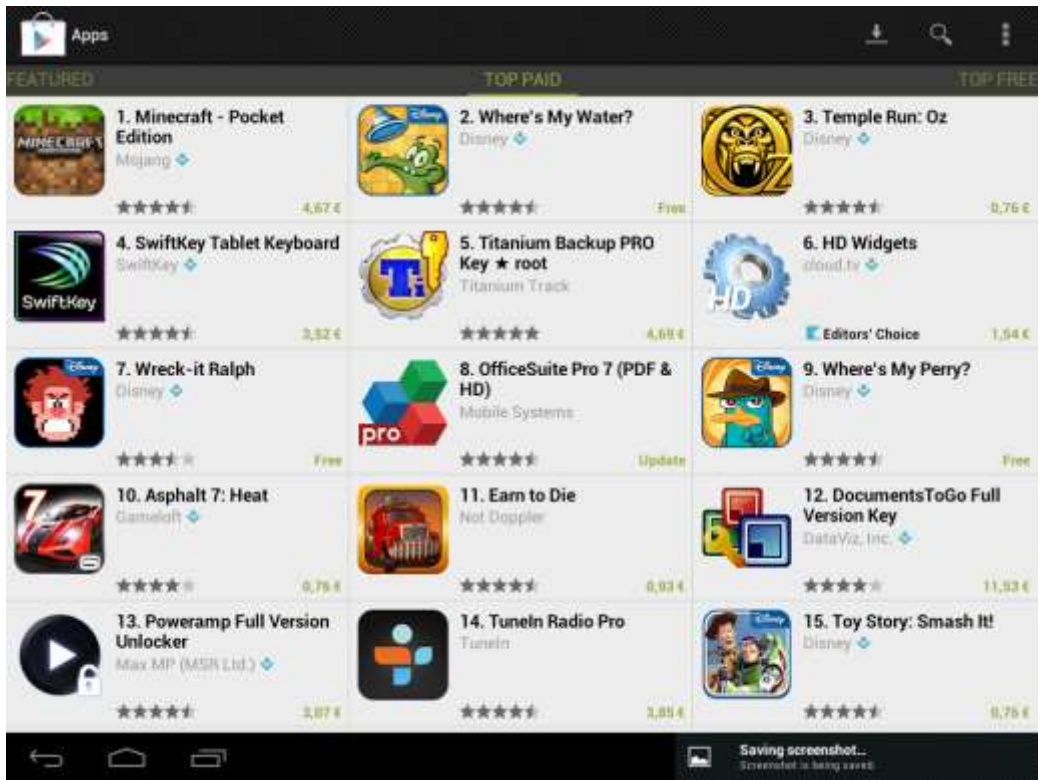 Apps
FEATURED
TOP PAID
TOP FREE
MINECRAFT
1. Minecraft - Pocket
Edition
Mojang
4,67 €
Disney
2. Where's My Water?
Disney
Free
Oz
3. Temple Run: Oz
Disney
0,76 €
SwiftKey
4. SwiftKey Tablet Keyboard
SwiftKey
3,52 €
Ti
5. Titanium Backup PRO
Key ★ root
Titanium Track
4,69 €
HD
6. HD Widgets
cloud.tv
Editors' Choice
1,54 €
Disney
7. Wreck-it Ralph
Disney
Free
pro
8. OfficeSuite Pro 7 (PDF &
HD)
Mobile Systems
Update
Disney
9. Where's My Perry?
Disney
Free
7
10. Asphalt 7: Heat
Gameloft
0,76 €
11. Earn to Die
Not Doppler
0,93 €
12. DocumentsToGo Full
Version Key
DataViz, Inc.
11,53 €
13. Poweramp Full Version
Unlocker
Max MP (MSR Ltd.)
3,07 €
14. TuneIn Radio Pro
TuneIn
3,85 €
Disney
15. Toy Story: Smash It!
Disney
0,76 €
Saving screenshot...
Screenshot is being saved.